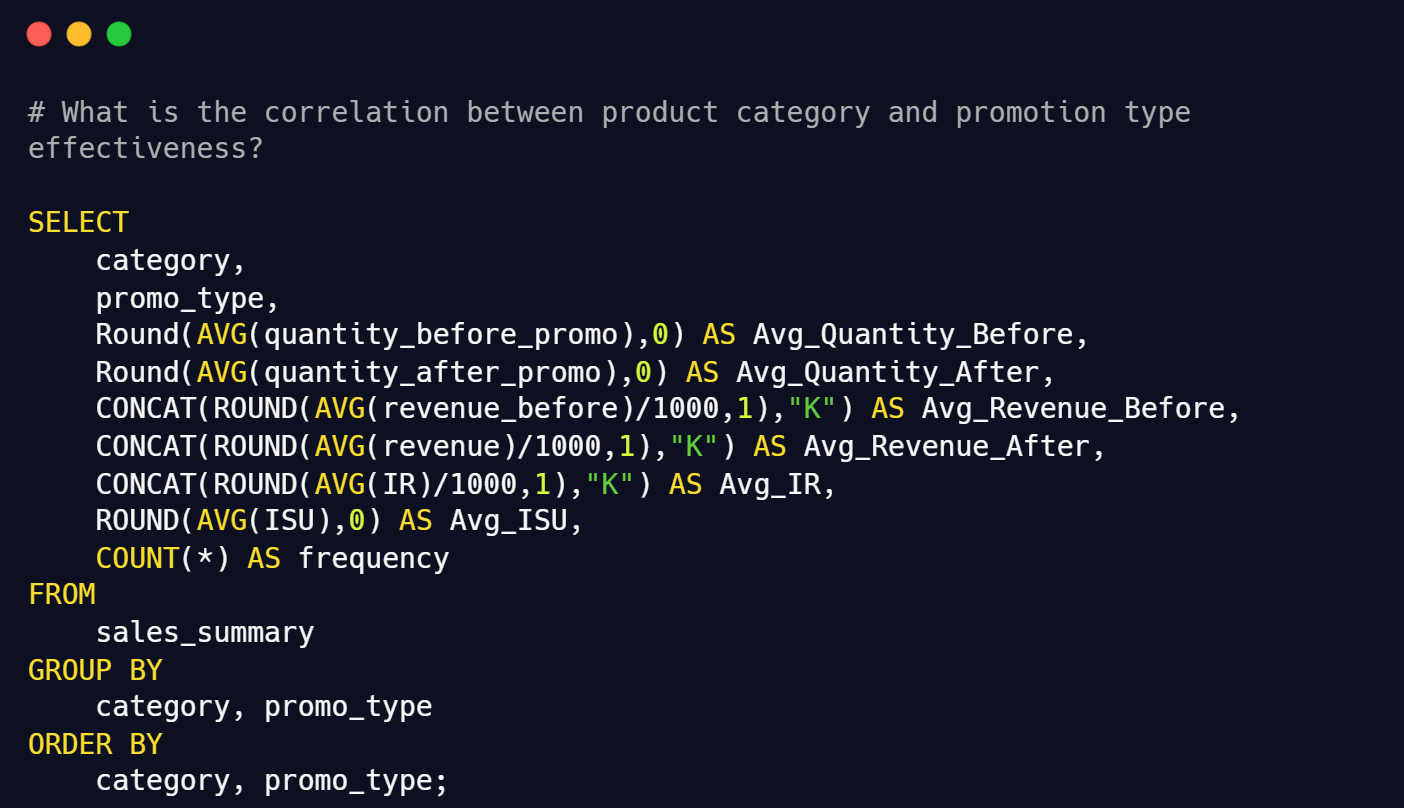 # What is the correlation between product category and promotion type
effectiveness?
SELECT
    category,
    promo_type,
    Round(AVG(quantity_before_promo),0) AS Avg_Quantity_Before,
    Round(AVG(quantity_after_promo),0) AS Avg_Quantity_After,
    CONCAT(ROUND(AVG(revenue_before)/1000,1),"K") AS Avg_Revenue_Before,
    CONCAT(ROUND(AVG(revenue)/1000,1),"K") AS Avg_Revenue_After,
    CONCAT(ROUND(AVG(IR)/1000,1),"K") AS Avg_IR,
    ROUND(AVG(ISU),0) AS Avg_ISU,
    COUNT(*) AS frequency
FROM
    sales_summary
GROUP BY
    category, promo_type
ORDER BY
    category, promo_type;